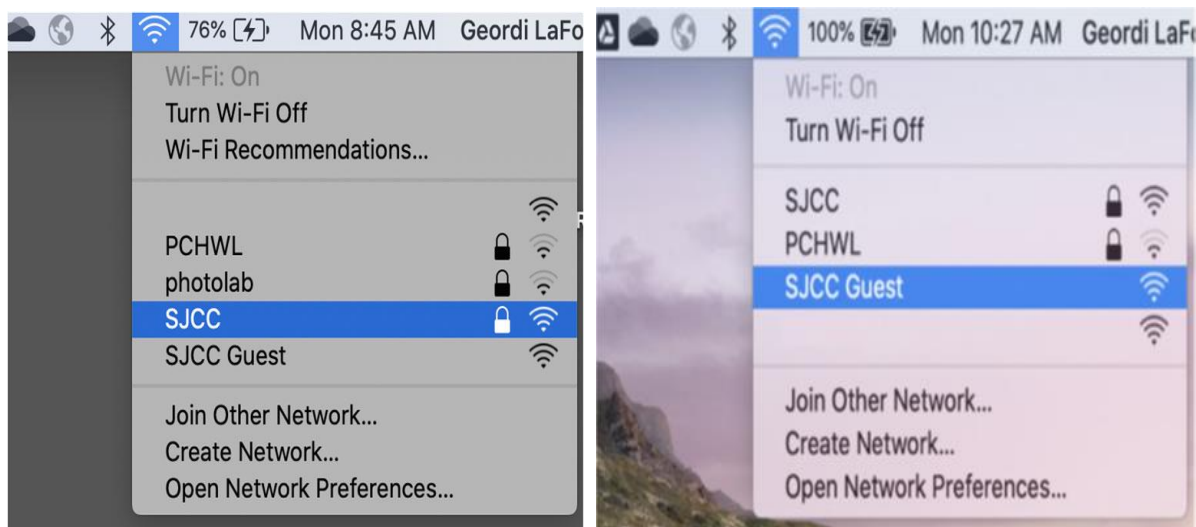 76% Mon 8:45 AM Geordi LaFo
Wi-Fi: On
Turn Wi-Fi Off
Wi-Fi Recommendations...
PCHWL
photolab
SJCC
SJCC Guest
Join Other Network...
Create Network...
Open Network Preferences...
100% Mon 10:27 AM Geordi LaF
Wi-Fi: On
Turn Wi-Fi Off
SJCC
PCHWL
SJCC Guest
Join Other Network...
Create Network...
Open Network Preferences...